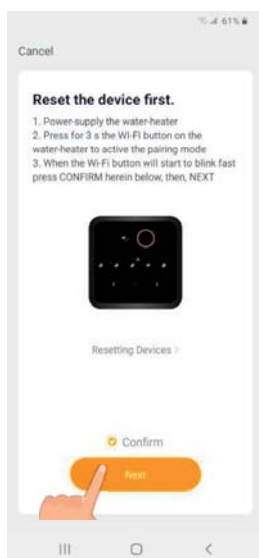 61%
Cancel
Reset the device first.
1. Power-supply the water-heater
2. Press for 3 s the WI-FI button on the
water-heater to active the pairing mode
3. When the Wi-Fi button will start to blink fast
press CONFIRM herein below, then, NEXT
Resetting Devices >
Confirm
Next